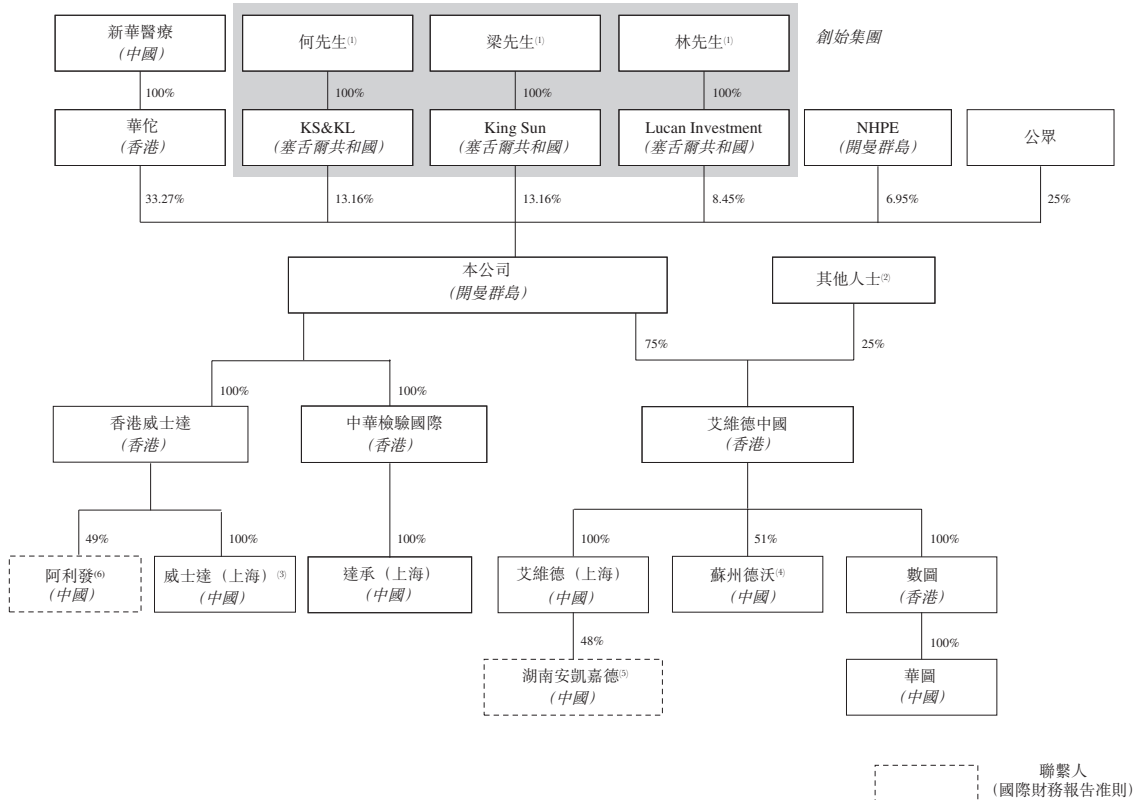 新華醫療
（中國）
何先生(1)
梁先生(1)
林先生(1)
創始集團
100%
100%
100%
100%
華佗
（香港）
KS&KL
（塞舌爾共和國）
King Sun
（塞舌爾共和國）
Lucan Investment
（塞舌爾共和國）
NHPE
（開曼群島）
公眾
33.27%
13.16%
13.16%
8.45%
6.95%
25%
本公司
（開曼群島）
其他人士(2)
75%
25%
100%
100%
香港威士達
（香港）
中華檢驗國際
（香港）
艾維德中國
（香港）
49%
100%
100%
100%
51%
100%
阿利發(6)
（中國）
威士達（上海）(3)
（中國）
達承（上海）
（中國）
艾維德（上海）
（中國）
蘇州德沃(4)
（中國）
數圖
（香港）
48%
100%
湖南安凱嘉德(5)
（中國）
華圖
（中國）
聯繫人
（國際財務報告准則）